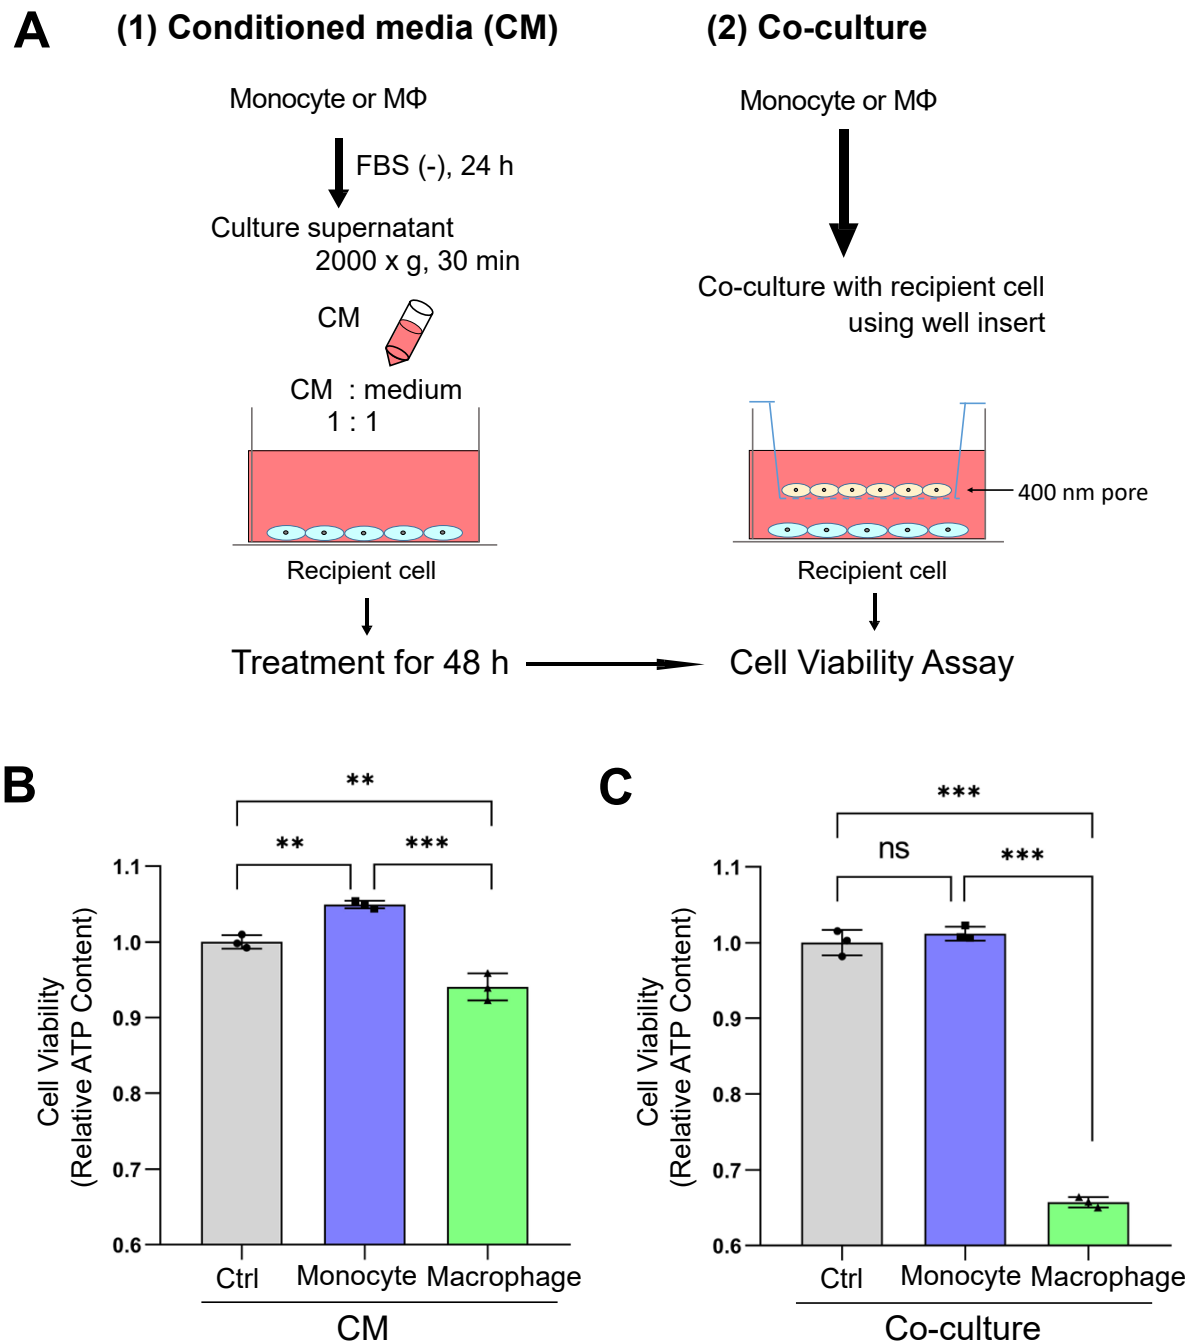 A
(1) Conditioned media (CM)
(2) Co-culture
Monocyte or MΦ
FBS (-), 24 h
Culture supernatant
2000 x g, 30 min
CM
CM : medium
1 : 1
Recipient cell
Treatment for 48 h
Monocyte or MΦ
Co-culture with recipient cell
using well insert
400 nm pore
Recipient cell
Cell Viability Assay
B
**
**
***
Cell Viability
(Relative ATP Content)
1.1
1.0
0.9
0.8
0.7
0.6
Ctrl
Monocyte
Macrophage
CM
C
***
ns
***
Cell Viability
(Relative ATP Content)
1.1
1.0
0.9
0.8
0.7
0.6
Ctrl
Monocyte
Macrophage
Co-culture